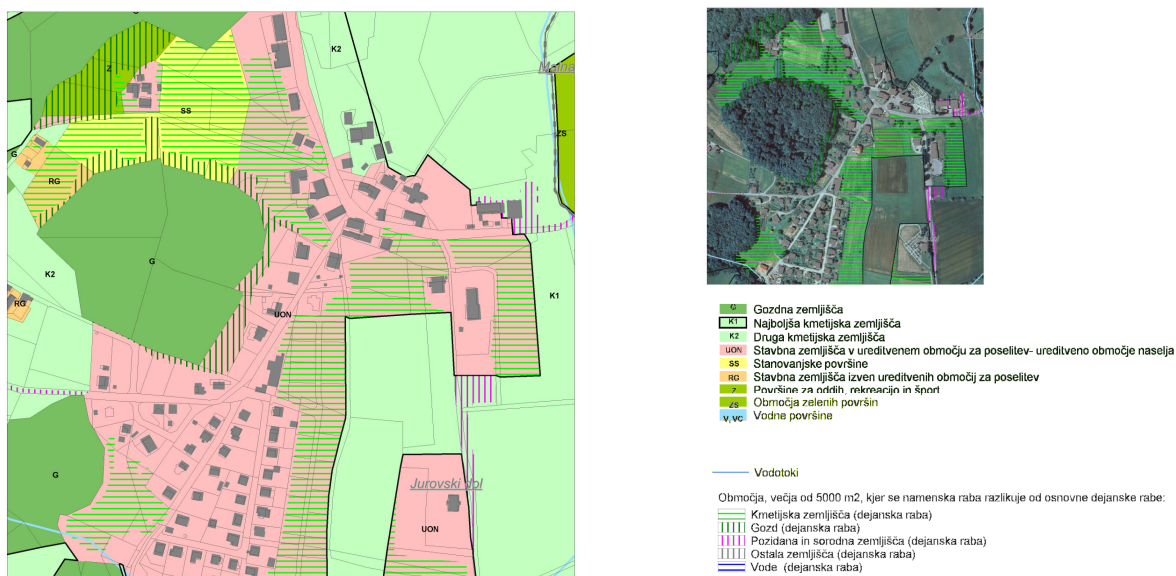 G
K2
Z
SS
ZS
G
RG
G
K2
RG
UON
K1
G
Jurovski dol
UON
G Gozdna zemljišča
K1 Najboljša kmetijska zemljišča
K2 Druga kmetijska zemljišča
UON Stavbna zemljišča v ureditvenem območju za poselitev- ureditveno območje naselja
SS Stanovanjske površine
RG Stavbna zemljišča izven ureditvenih območij za poselitev
Z Površine za oddih, rekreacijo in šport
ZS Območja zelenih površin
V, VC Vodne površine
Vodotoki
Območja, večja od 5000 m2, kjer se namenska raba razlikuje od osnovne dejanske rabe:
Kmetijska zemljišča (dejanska raba)
Gozd (dejanska raba)
Pozidana in sorodna zemljišča (dejanska raba)
Ostala zemljišča (dejanska raba)
Vode (dejanska raba)